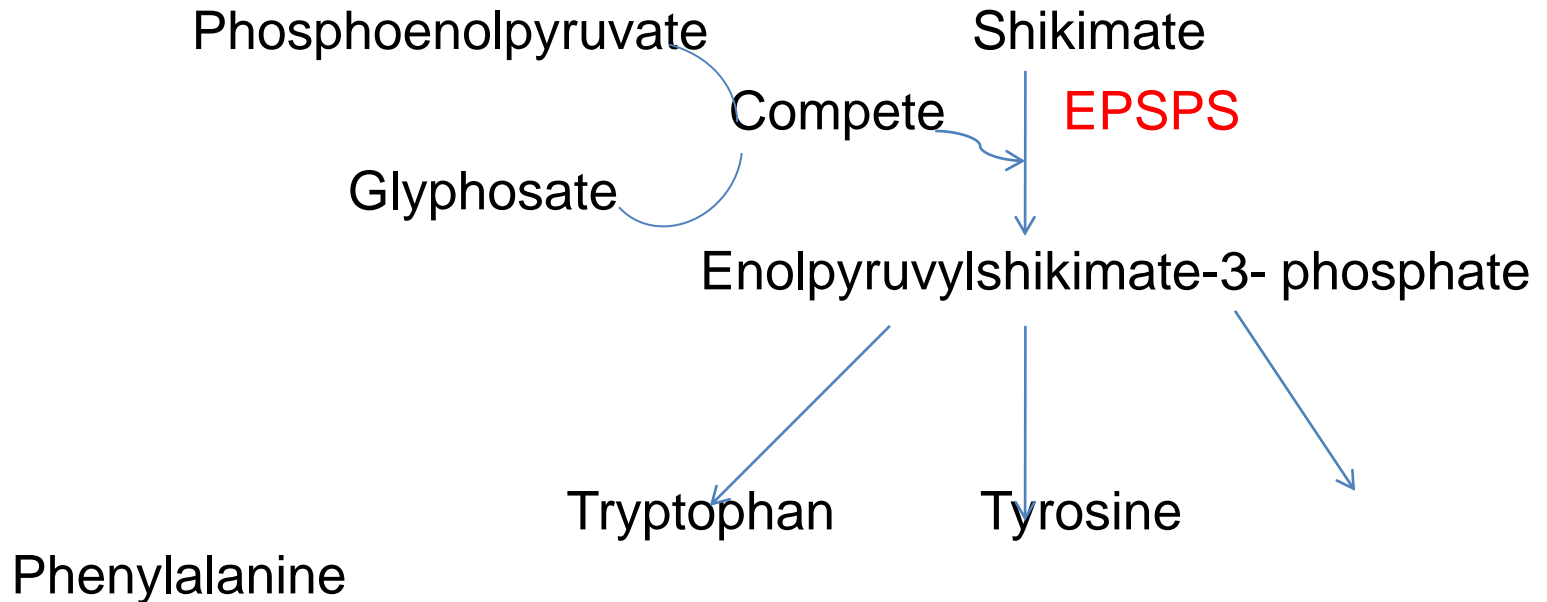 Phosphoenolpyruvate Shikimate
Compete EPSPS
Glyphosate
Enolpyruvylshikimate-3- phosphate
Tryptophan Tyrosine
Phenylalanine